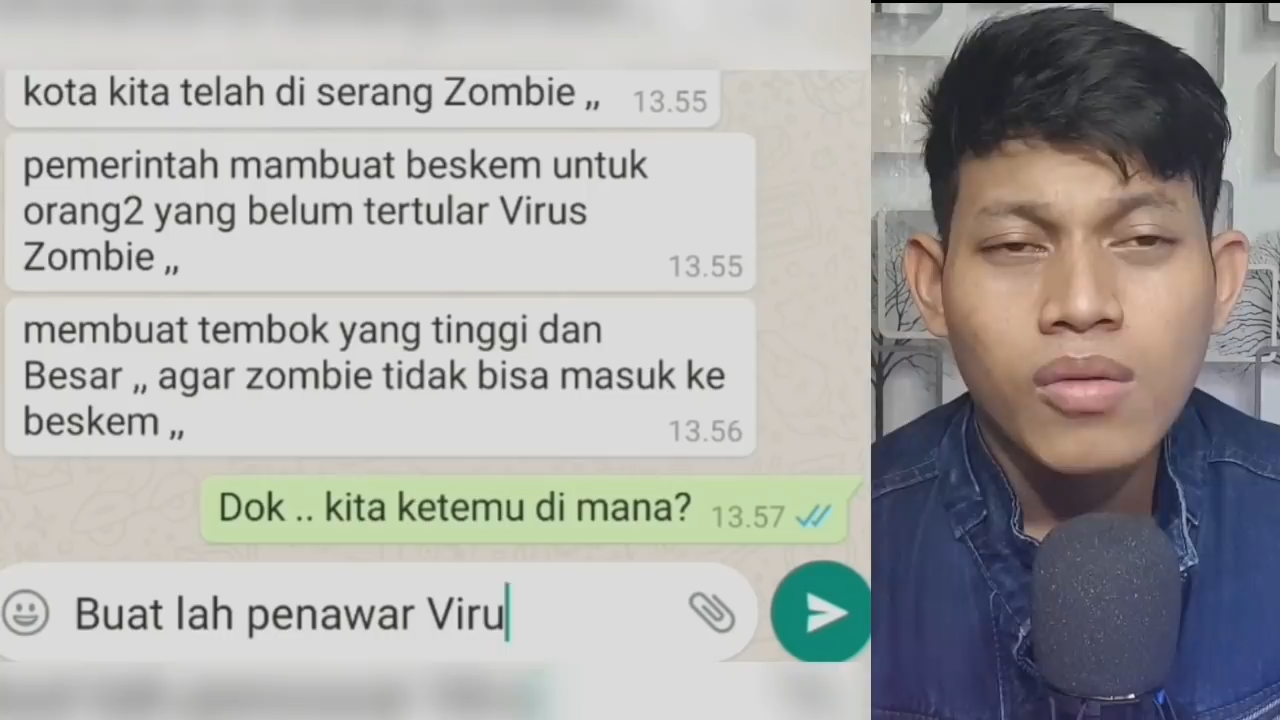 kota kita telah di serang Zombie ,,
13.55
pemerintah mambuat beskem untuk
orang2 yang belum tertular Virus
Zombie ,,
13.55
membuat tembok yang tinggi dan
Besar ,, agar zombie tidak bisa masuk ke
beskem ,,
13.56
Dok .. kita ketemu di mana?
13.57
Buat lah penawar Viru